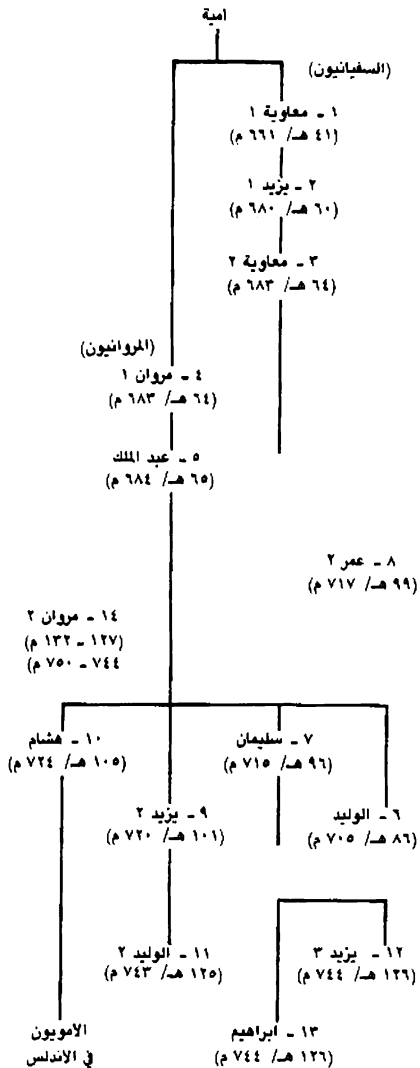 امية
(السفيانيون)
١ - معاوية ١
(٤١ هـ/ ٦٦١ م)
٢ - يزيد ١
(٦٠ هـ/ ٦٨٠ م)
٣ - معاوية ٢
(٦٤ هـ/ ٦٨٣ م)
(المروانيون)
٤ - مروان ١
(٦٤ هـ/ ٦٨٣ م)
٥ - عبد الملك
(٦٥ هـ/ ٦٨٤ م)
٨ - عمر ٢
(٩٩ هـ/ ٧١٧ م)
١٤ - مروان ٢
(١٢٧ - ١٣٢ هـ/
٧٤٤ - ٧٥٠ م)
٧ - سليمان
(٩٦ هـ/ ٧١٥ م)
١٠ - هشام
(١٠٥ هـ/ ٧٢٤ م)
٦ - الوليد
(٨٦ هـ/ ٧٠٥ م)
٩ - يزيد ٢
(١٠١ هـ/ ٧٢٠ م)
١٢ - يزيد ٣
(١٢٦ هـ/ ٧٤٤ م)
١١ - الوليد ٢
(١٢٥ هـ/ ٧٤٣ م)
١٣ - ابراهيم
(١٢٦ هـ/ ٧٤٤ م)
الامويون
في الاندلس